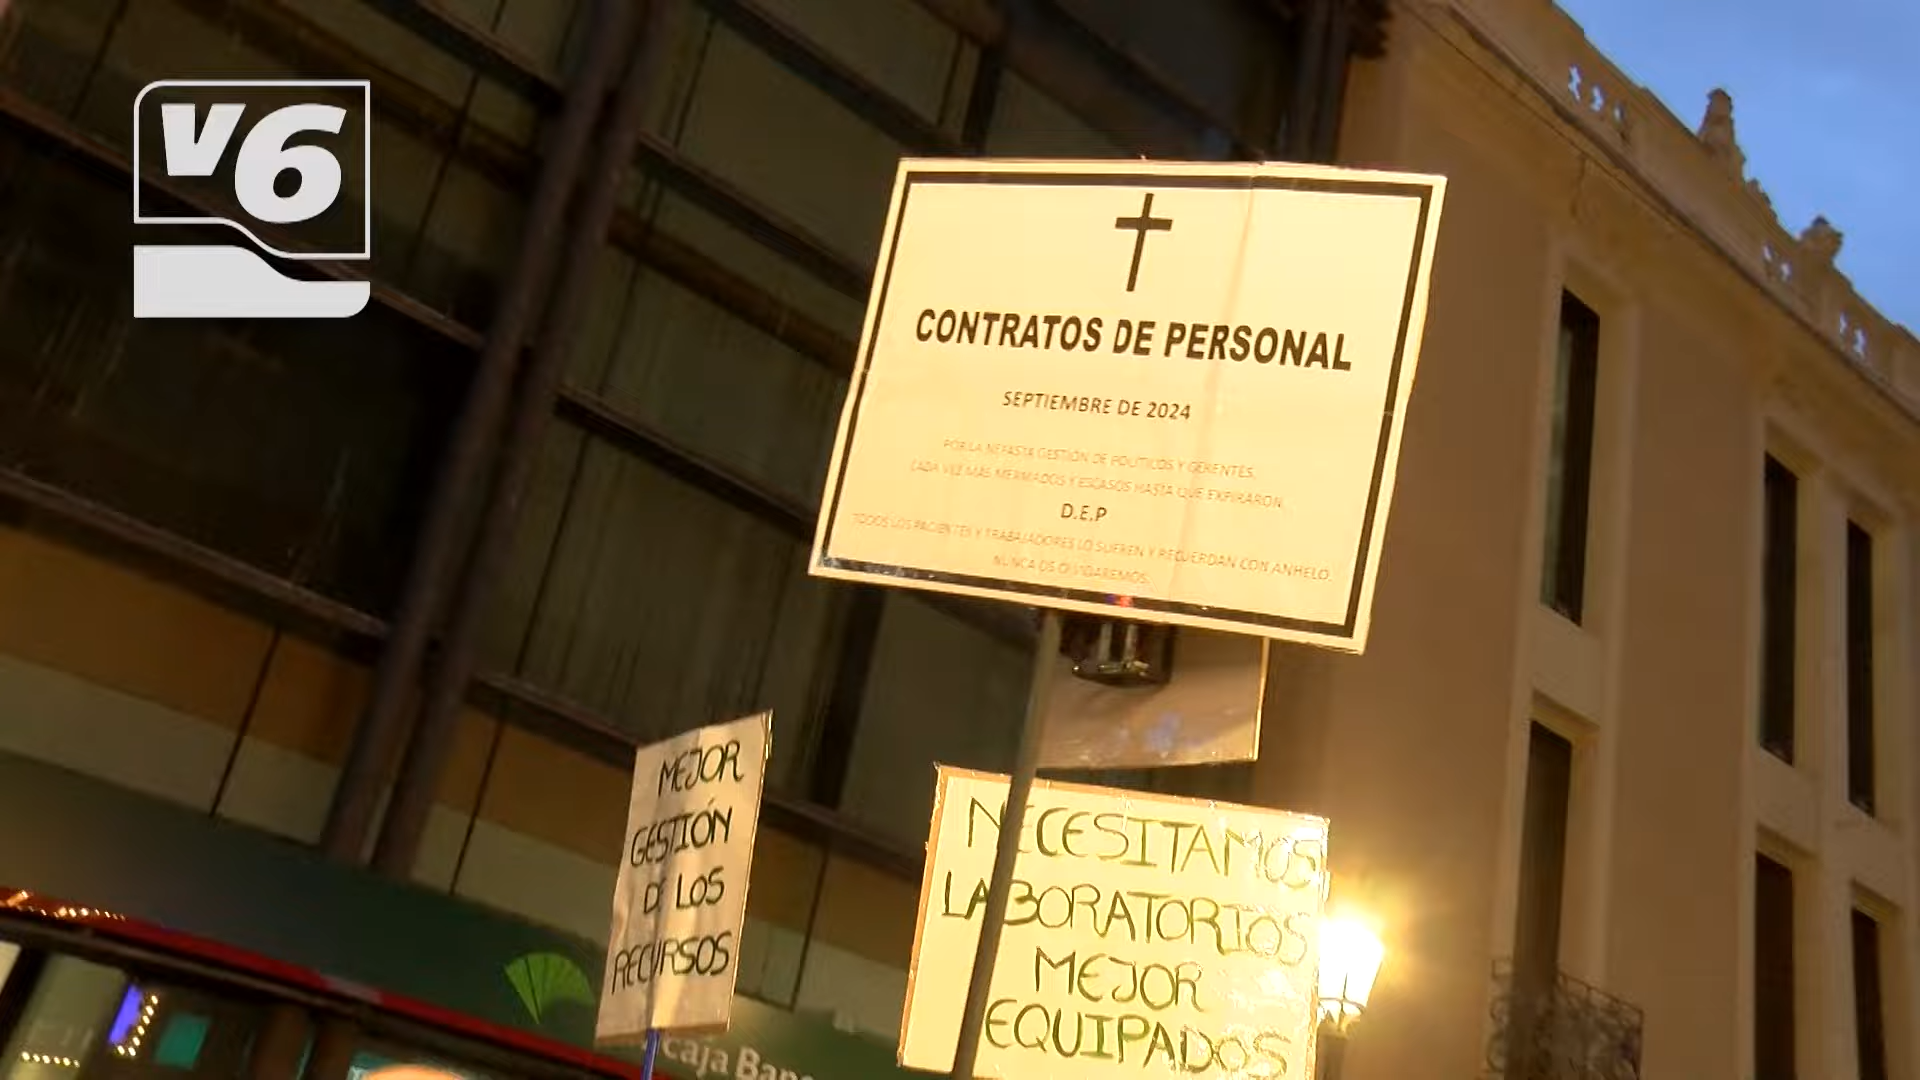 V6
CONTRATOS DE PERSONAL
SEPTIEMBRE DE 2024
POR LA NEFASTA GESTIÓN DE POLÍTICOS Y GERENTES,
CADA VEZ MÁS MERMADOS Y ESCASOS HASTA QUE EXPIRARON.
D.E.P
TODOS LOS PACIENTES Y TRABAJADORES LO SUFREN Y RECUERDAN CON ANHELO.
NUNCA OS OLVIDAREMOS.
MEJOR
GESTIÓN
DE LOS
RECURSOS
NECESITAMOS
LABORATORIOS
MEJOR
EQUIPADOS
caja Banco